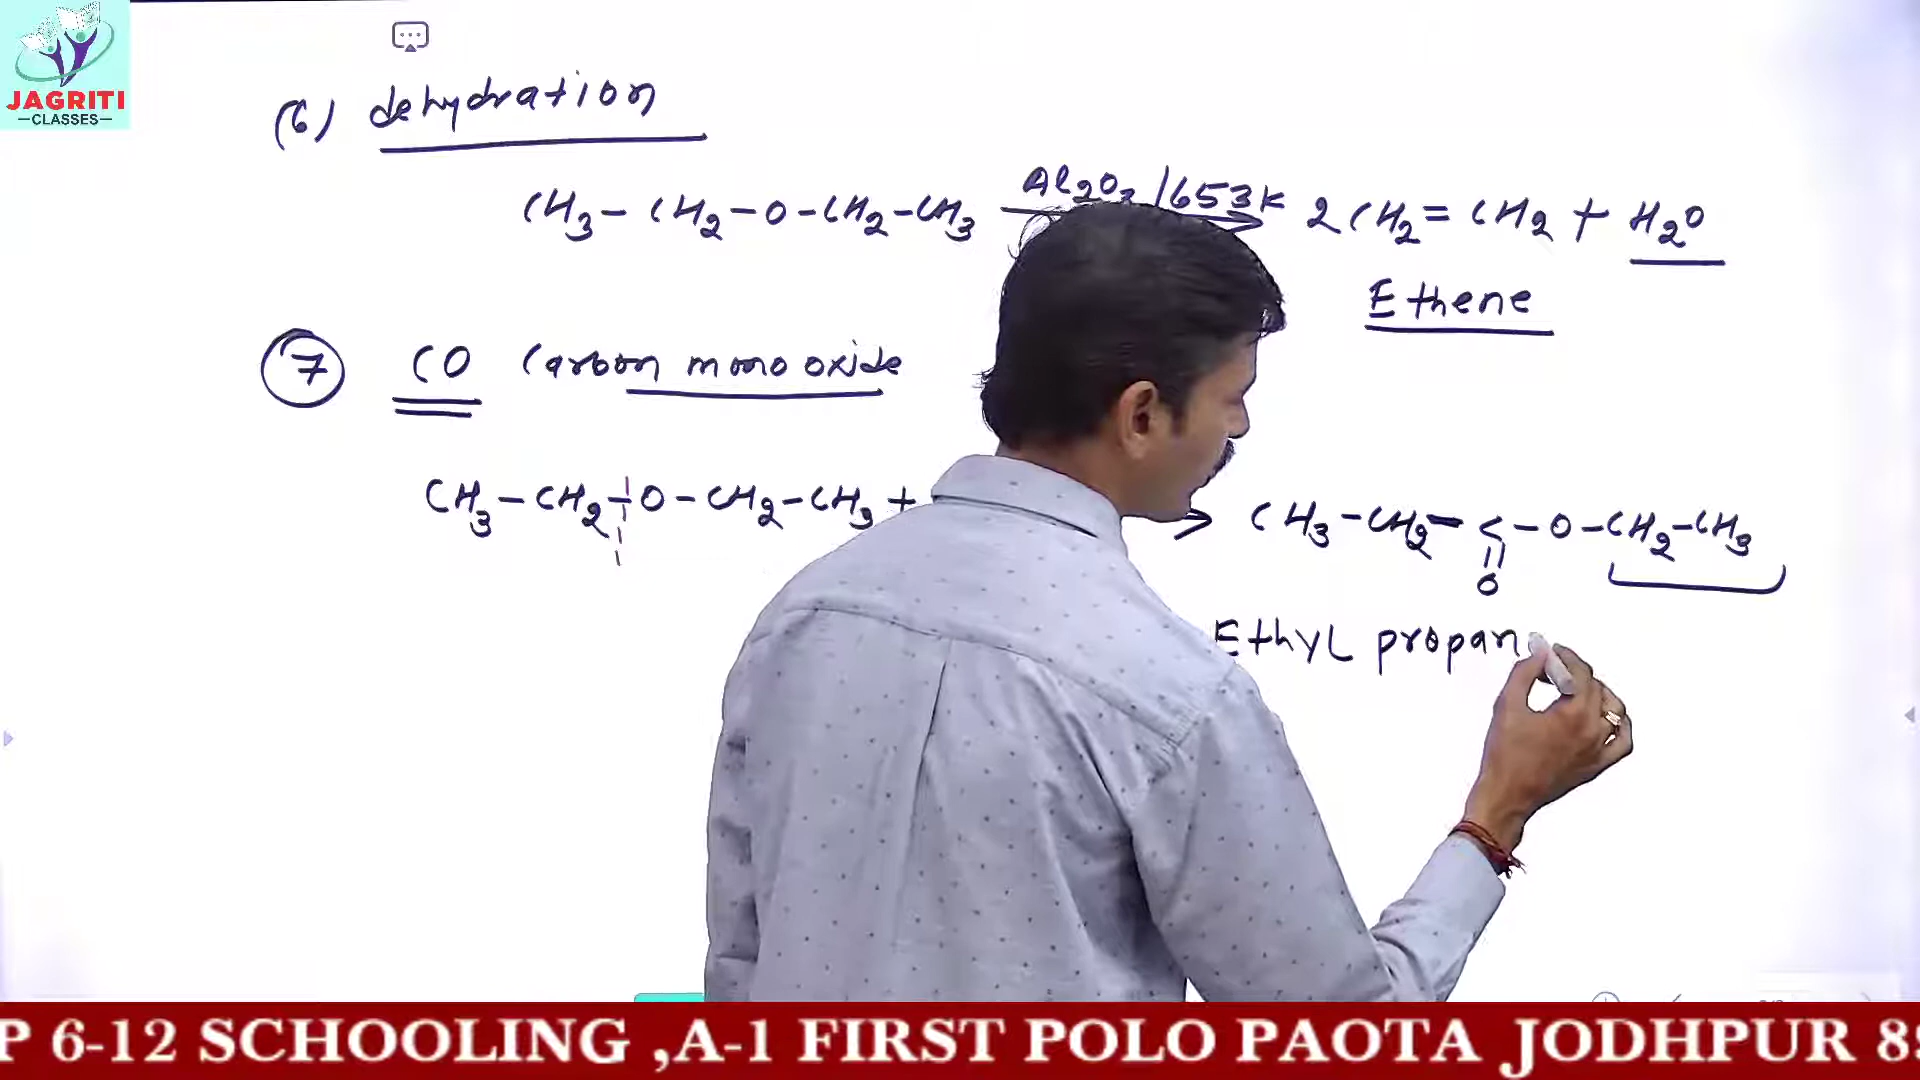 JAGRITI
—CLASSES—
(6) dehydration
CH3 – CH2 – O – CH2 – CH3 Al2O3 /653K → 2CH2 = CH2 + H2O
Ethene
7 CO Carbon mono oxide
CH3 – CH2 – O – CH2 – CH3 + → CH3 – CH2 – C – O – CH2 – CH3
||
O
Ethyl propan
P 6-12 SCHOOLING ,A-1 FIRST POLO PAOTA JODHPUR 89